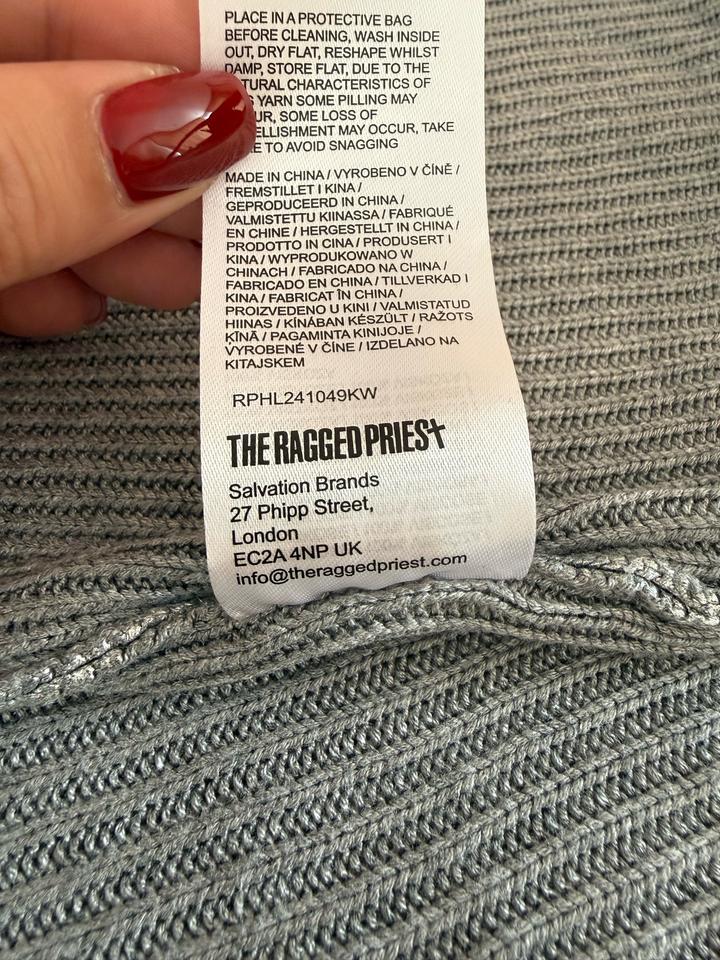 PLACE IN A PROTECTIVE BAG
BEFORE CLEANING, WASH INSIDE
OUT, DRY FLAT, RESHAPE WHILST
DAMP, STORE FLAT, DUE TO THE
TURAL CHARACTERISTICS OF
YARN SOME PILLING MAY
UR, SOME LOSS OF
ELLISHMENT MAY OCCUR, TAKE
E TO AVOID SNAGGING
MADE IN CHINA / VYROBENO V ČÍNĚ /
FREMSTILLET I KINA /
GEPRODUCEERD IN CHINA /
VALMISTETTU KIINASSA / FABRIQUÉ
EN CHINE / HERGESTELLT IN CHINA /
PRODOTTO IN CINA / PRODUSERT I
KINA / WYPRODUKOWANO W
CHINACH / FABRICADO NA CHINA /
FABRICADO EN CHINA / TILLVERKAD I
KINA / FABRICAT ÎN CHINA /
PROIZVEDENO U KINI / VALMISTATUD
HIINAS / KÍNÁBAN KÉSZÜLT / RAŽOTS
ĶĪNĀ / PAGAMINTA KINIJOJE /
VYROBENÉ V ČÍNE / IZDELANO NA
KITAJSKEM
RPHL241049KW
THE RAGGED PRIEST
Salvation Brands
27 Phipp Street,
London
EC2A 4NP UK
info@theraggedpriest.com